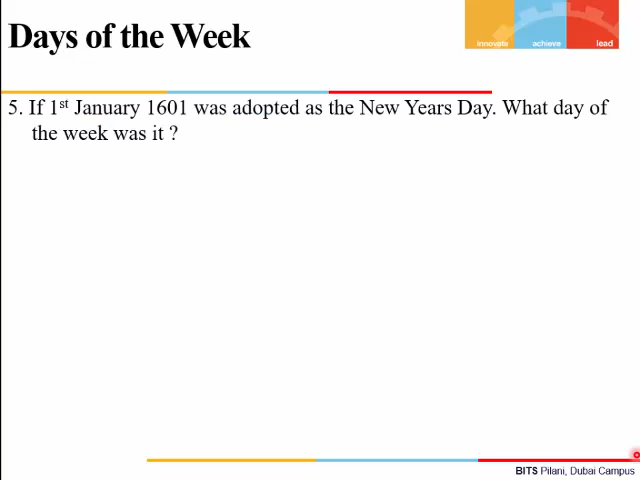 Days of the Week
innovate achieve lead
5. If 1st January 1601 was adopted as the New Years Day. What day of
the week was it ?
BITS Pilani, Dubai Campus